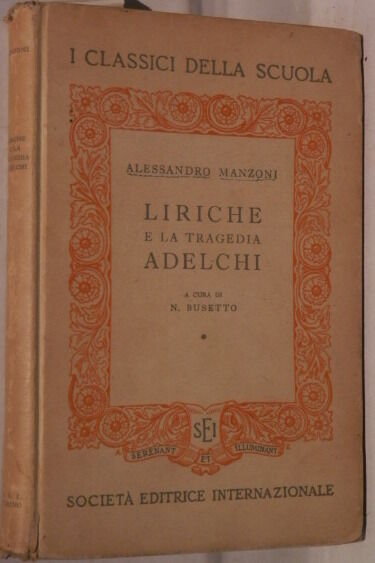 I CLASSICI DELLA SCUOLA
ALESSANDRO MANZONI
LIRICHE
E LA TRAGEDIA
ADELCHI
A CURA DI
N. BUSETTO
SEI
SERENANT
ET
ILLUMINANT
SOCIETÀ EDITRICE INTERNAZIONALE